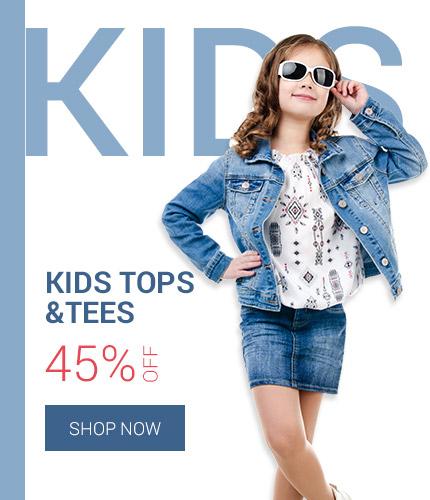 KIDS
KIDS TOPS
&TEES
45% OFF
SHOP NOW